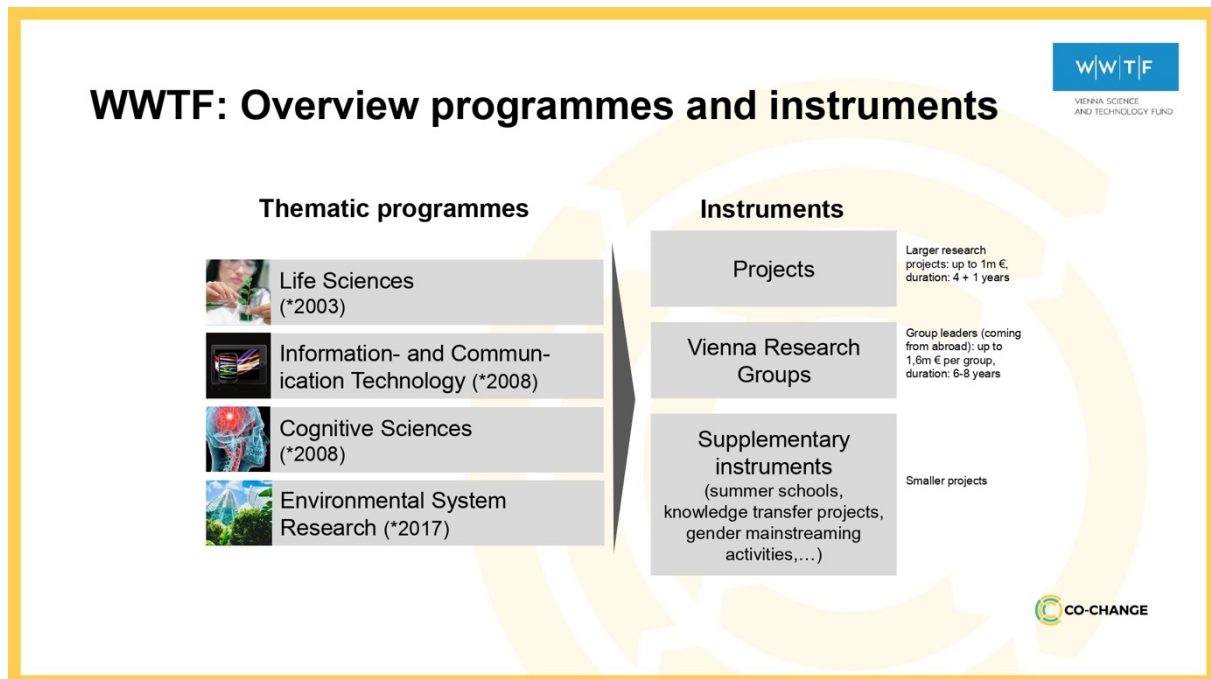 WWTF: Overview programmes and instruments
W|W|T|F
VIENNA SCIENCE
AND TECHNOLOGY FUND
Thematic programmes
Life Sciences
(*2003)
Information- and Commun-
ication Technology (*2008)
Cognitive Sciences
(*2008)
Environmental System
Research (*2017)
Instruments
Projects
Larger research
projects: up to 1m €,
duration: 4 + 1 years
Vienna Research
Groups
Group leaders (coming
from abroad): up to
1,6m € per group,
duration: 6-8 years
Supplementary
instruments
(summer schools,
knowledge transfer projects,
gender mainstreaming
activities,…)
Smaller projects
CO-CHANGE